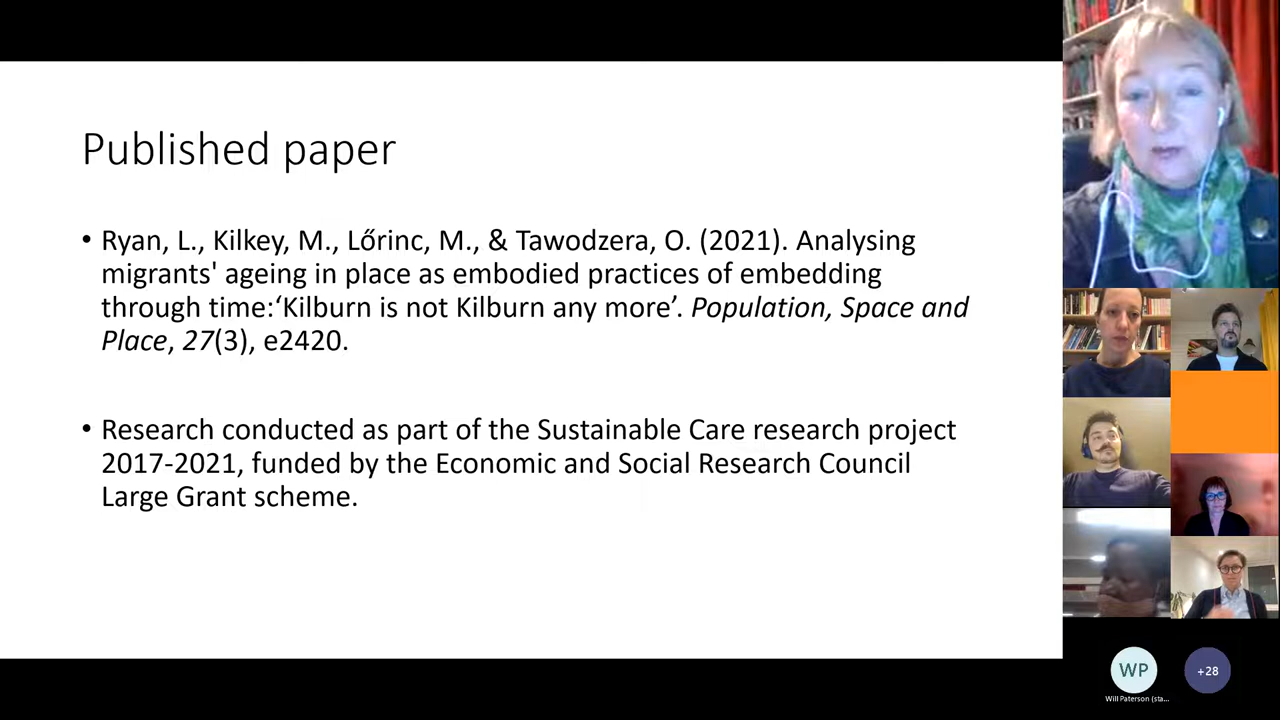 Published paper
• Ryan, L., Kilkey, M., Lőrinc, M., & Tawodzera, O. (2021). Analysing
migrants' ageing in place as embodied practices of embedding
through time:‘Kilburn is not Kilburn any more’. Population, Space and
Place, 27(3), e2420.
• Research conducted as part of the Sustainable Care research project
2017-2021, funded by the Economic and Social Research Council
Large Grant scheme.
WP
+28
Will Paterson (sta...